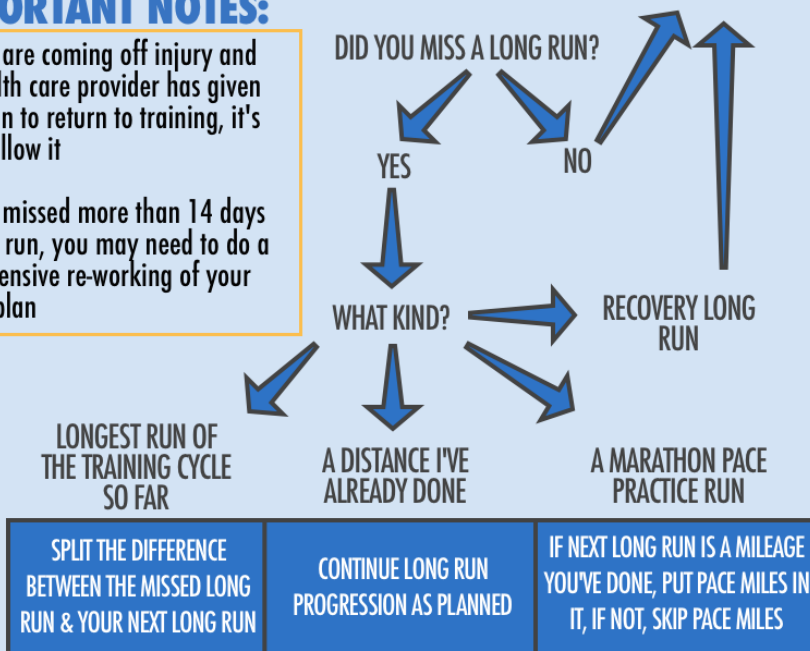 ORTANT NOTES:
are coming off injury and
lth care provider has given
n to return to training, it's
llow it
missed more than 14 days
run, you may need to do a
ensive re-working of your
plan
DID YOU MISS A LONG RUN?
YES
NO
WHAT KIND?
RECOVERY LONG
RUN
LONGEST RUN OF
THE TRAINING CYCLE
SO FAR
A DISTANCE I'VE
ALREADY DONE
A MARATHON PACE
PRACTICE RUN
SPLIT THE DIFFERENCE
BETWEEN THE MISSED LONG
RUN & YOUR NEXT LONG RUN
CONTINUE LONG RUN
PROGRESSION AS PLANNED
IF NEXT LONG RUN IS A MILEAGE
YOU'VE DONE, PUT PACE MILES IN
IT, IF NOT, SKIP PACE MILES